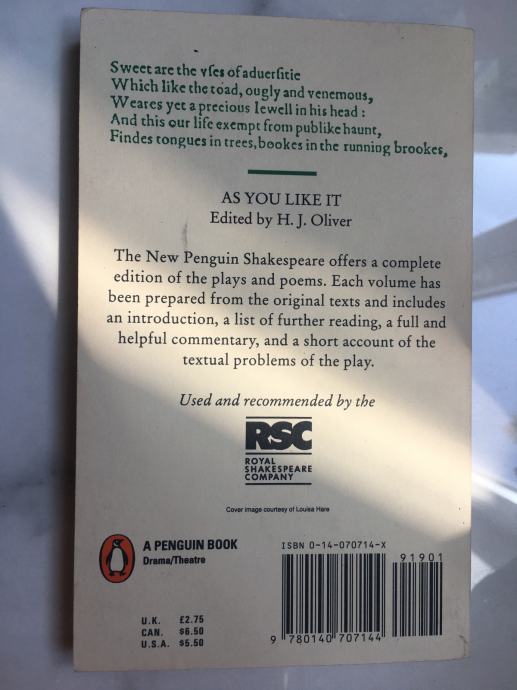 Sweet are the vses of aduersitie
Which like the toad, ougly and venemous,
Weares yet a precious Iewell in his head :
And this our life exempt from publike haunt,
Findes tongues in trees, bookes in the running brookes,
AS YOU LIKE IT
Edited by H. J. Oliver
The New Penguin Shakespeare offers a complete
edition of the plays and poems. Each volume has
been prepared from the original texts and includes
an introduction, a list of further reading, a full and
helpful commentary, and a short account of the
textual problems of the play.
Used and recommended by the
RSC
ROYAL
SHAKESPEARE
COMPANY
Cover image courtesy of Louisa Hare
A PENGUIN BOOK
Drama/Theatre
U.K. £2.75
CAN. $6.50
U.S.A. $5.50
ISBN 0-14-070714-X
91901
9 780140 707144